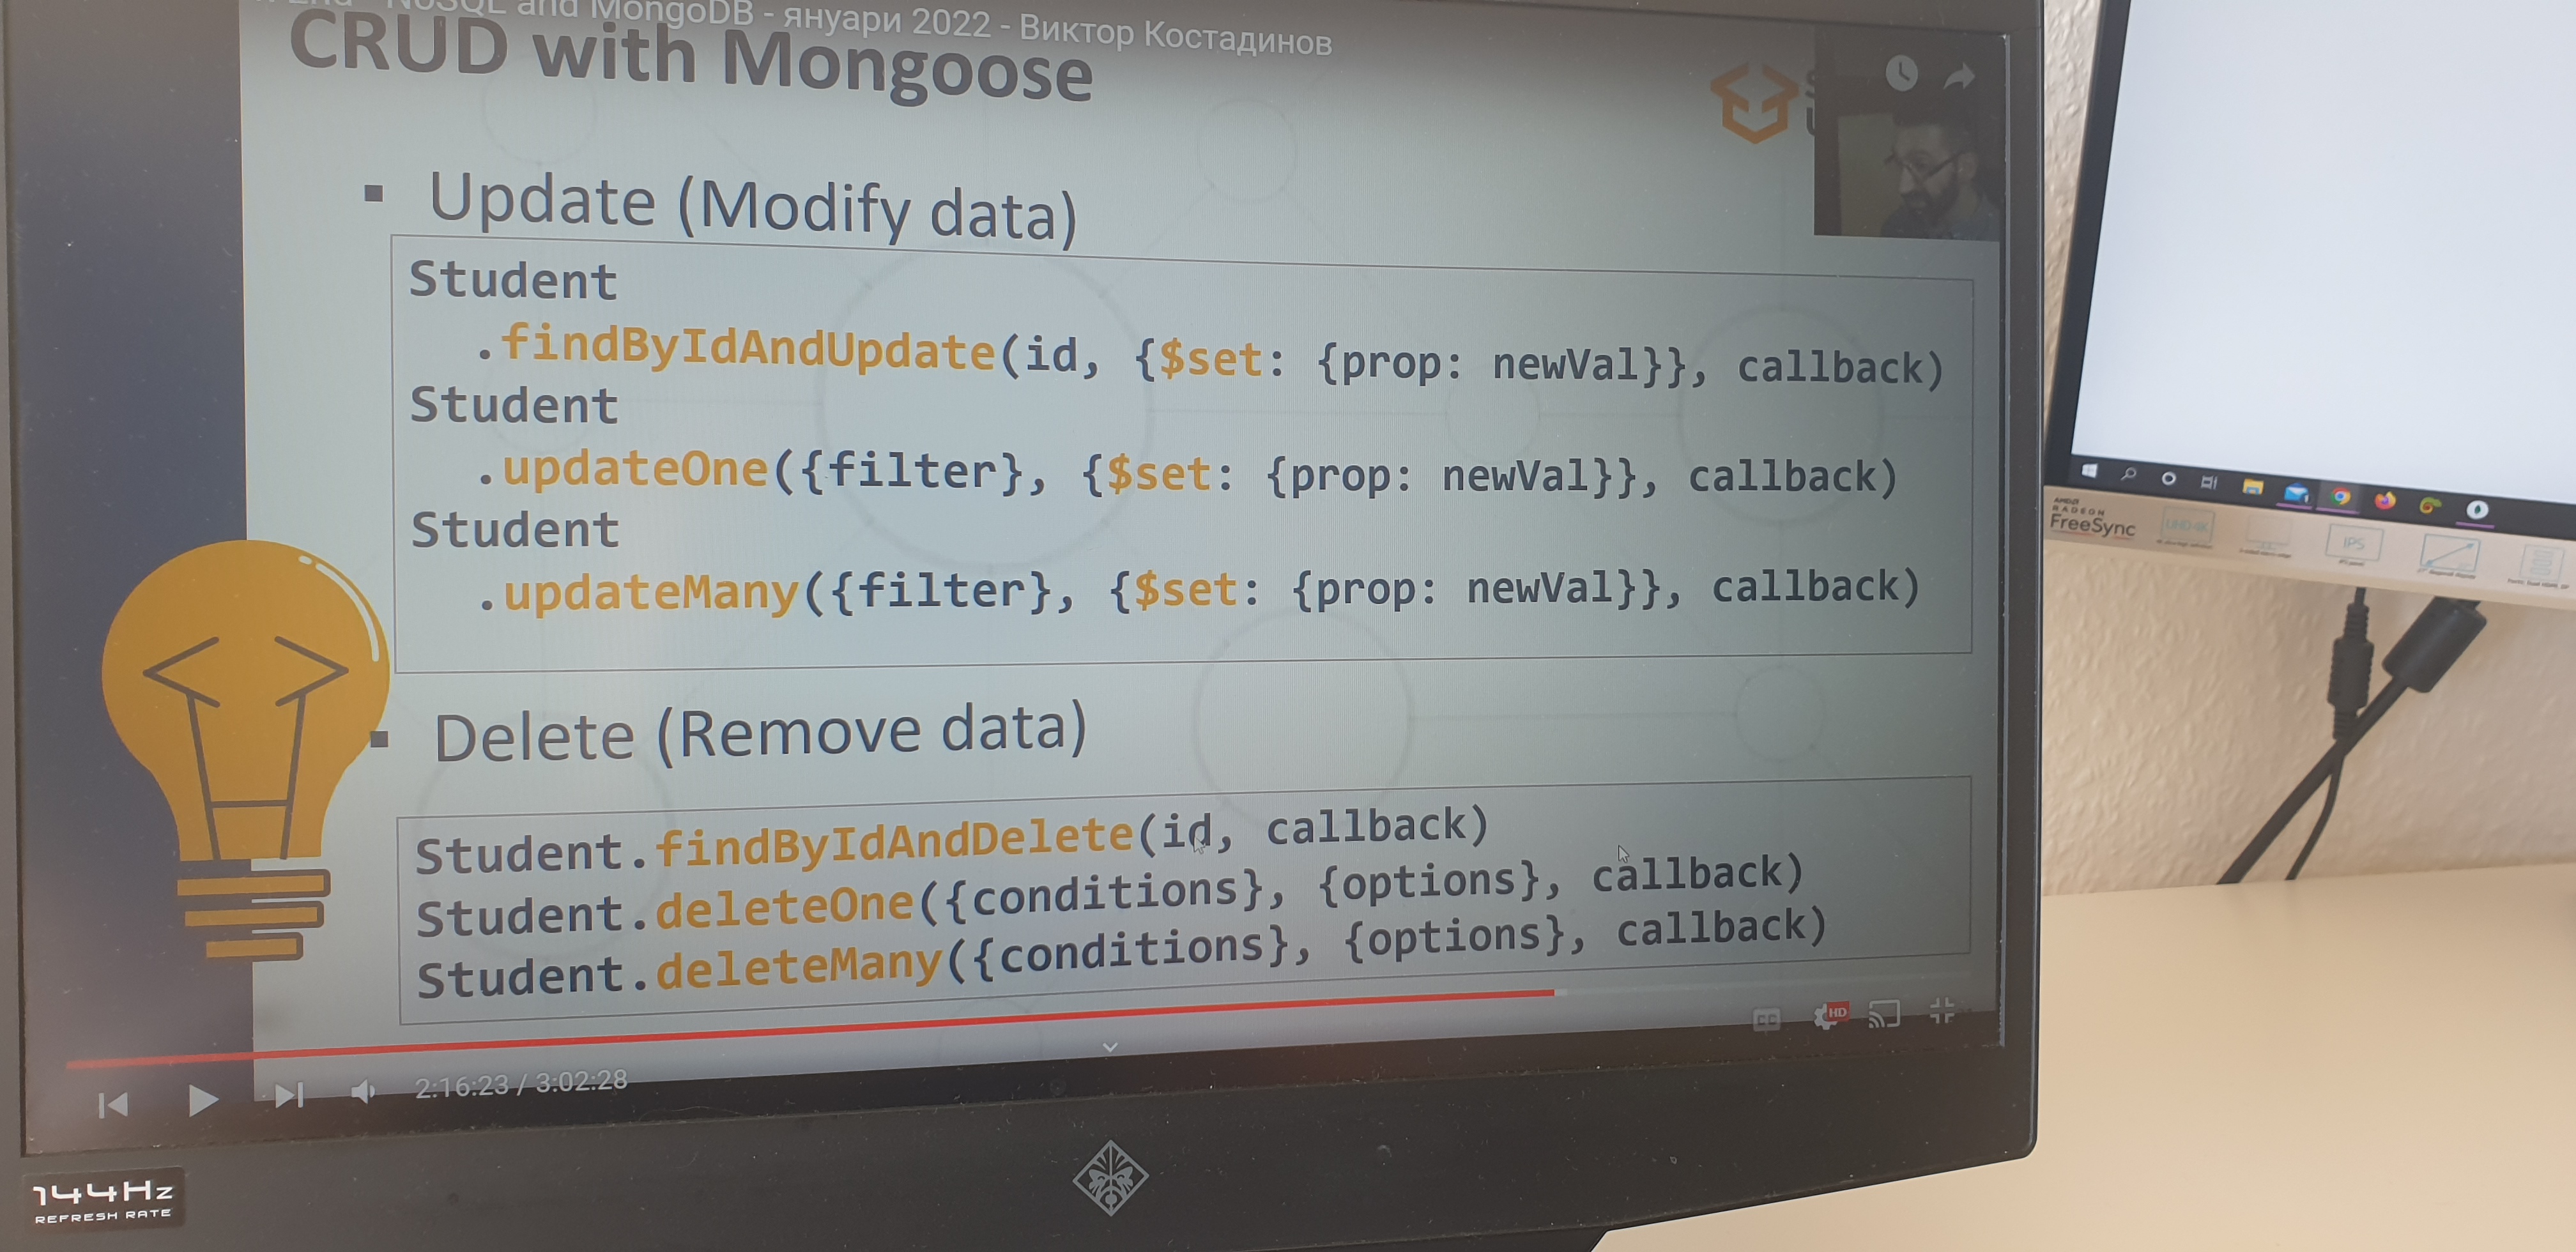 NoSQL and MongoDB - януари 2022 - Виктор Костадинов
CRUD with Mongoose
▪ Update (Modify data)
Student
.findByIdAndUpdate(id, {$set: {prop: newVal}}, callback)
Student
.updateOne({filter}, {$set: {prop: newVal}}, callback)
Student
.updateMany({filter}, {$set: {prop: newVal}}, callback)
▪ Delete (Remove data)
Student.findByIdAndDelete(id, callback)
Student.deleteOne({conditions}, {options}, callback)
Student.deleteMany({conditions}, {options}, callback)
CC
HD
2:16:23 / 3:02:28
144Hz
REFRESH RATE
AMD
RADEON
FreeSync
UHD 4K
IPS